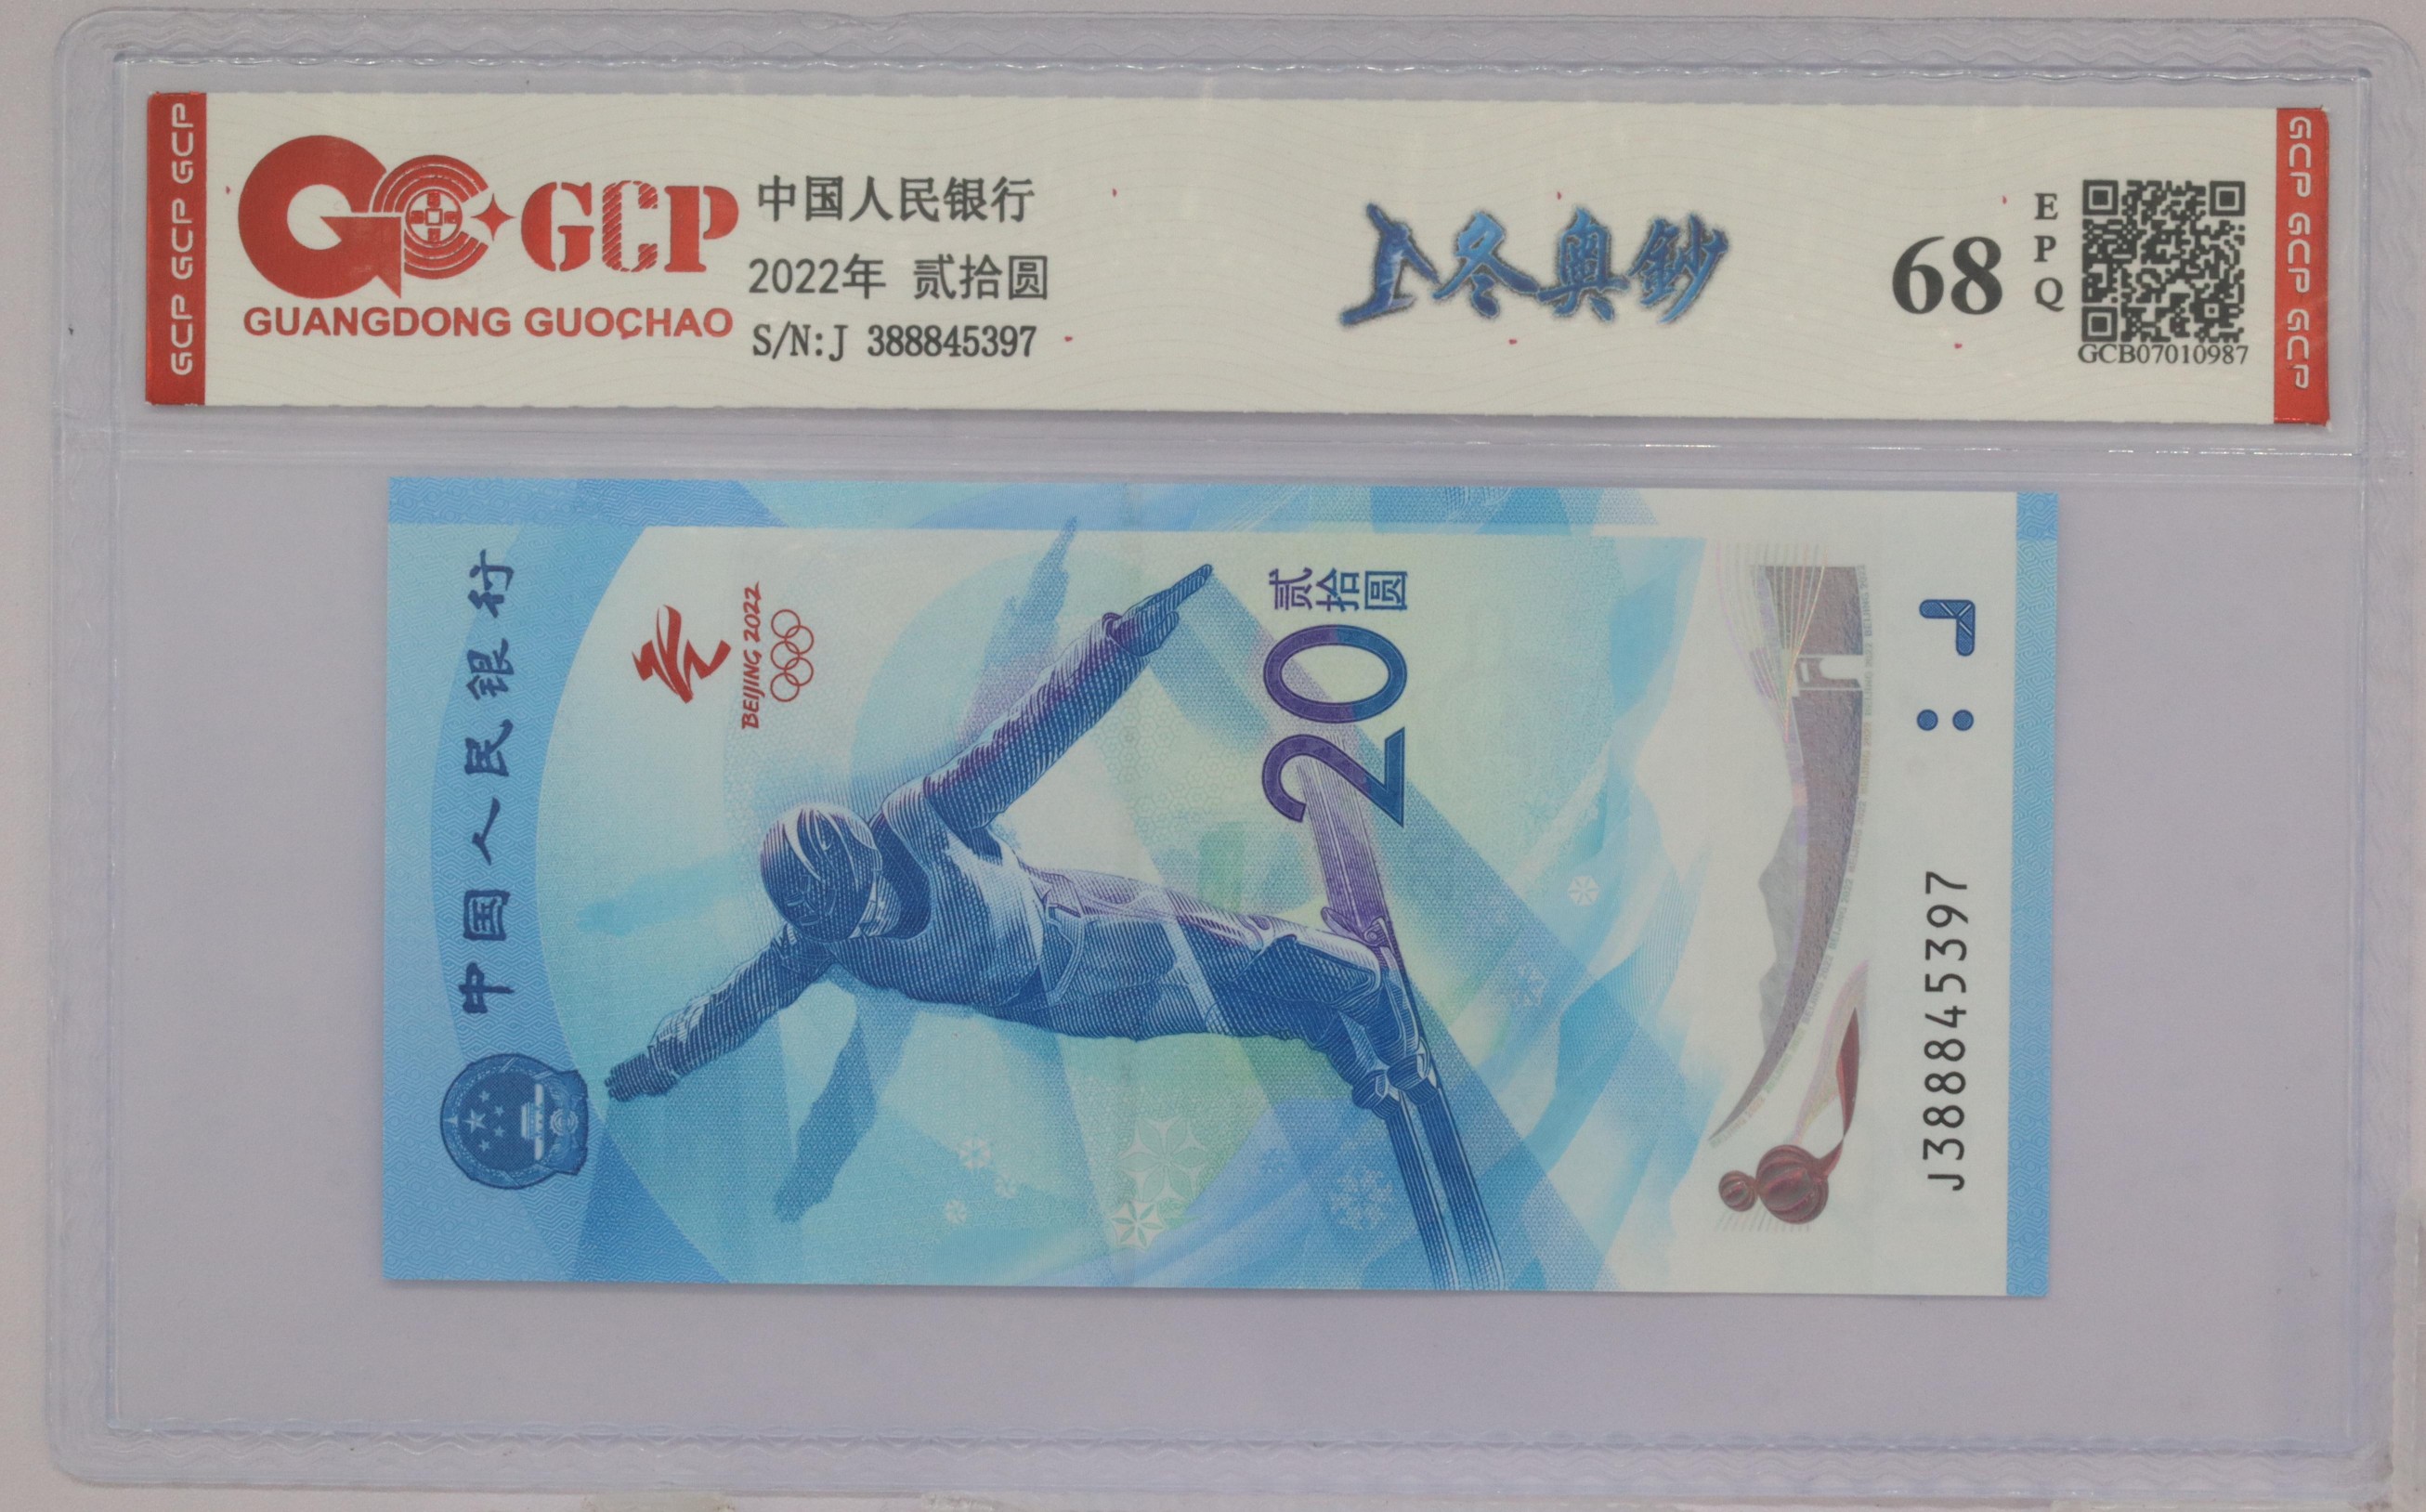 GCP GCP GCP
GCP
GUANGDONG GUOCHAO
中国人民银行
2022年 贰拾圆
S/N:J 388845397
冬奥鈔
68
EPQ
GCB07010987
GCP GCP GCP
中国人民银行
BEIJING 2022
贰拾圆
20
J388845397